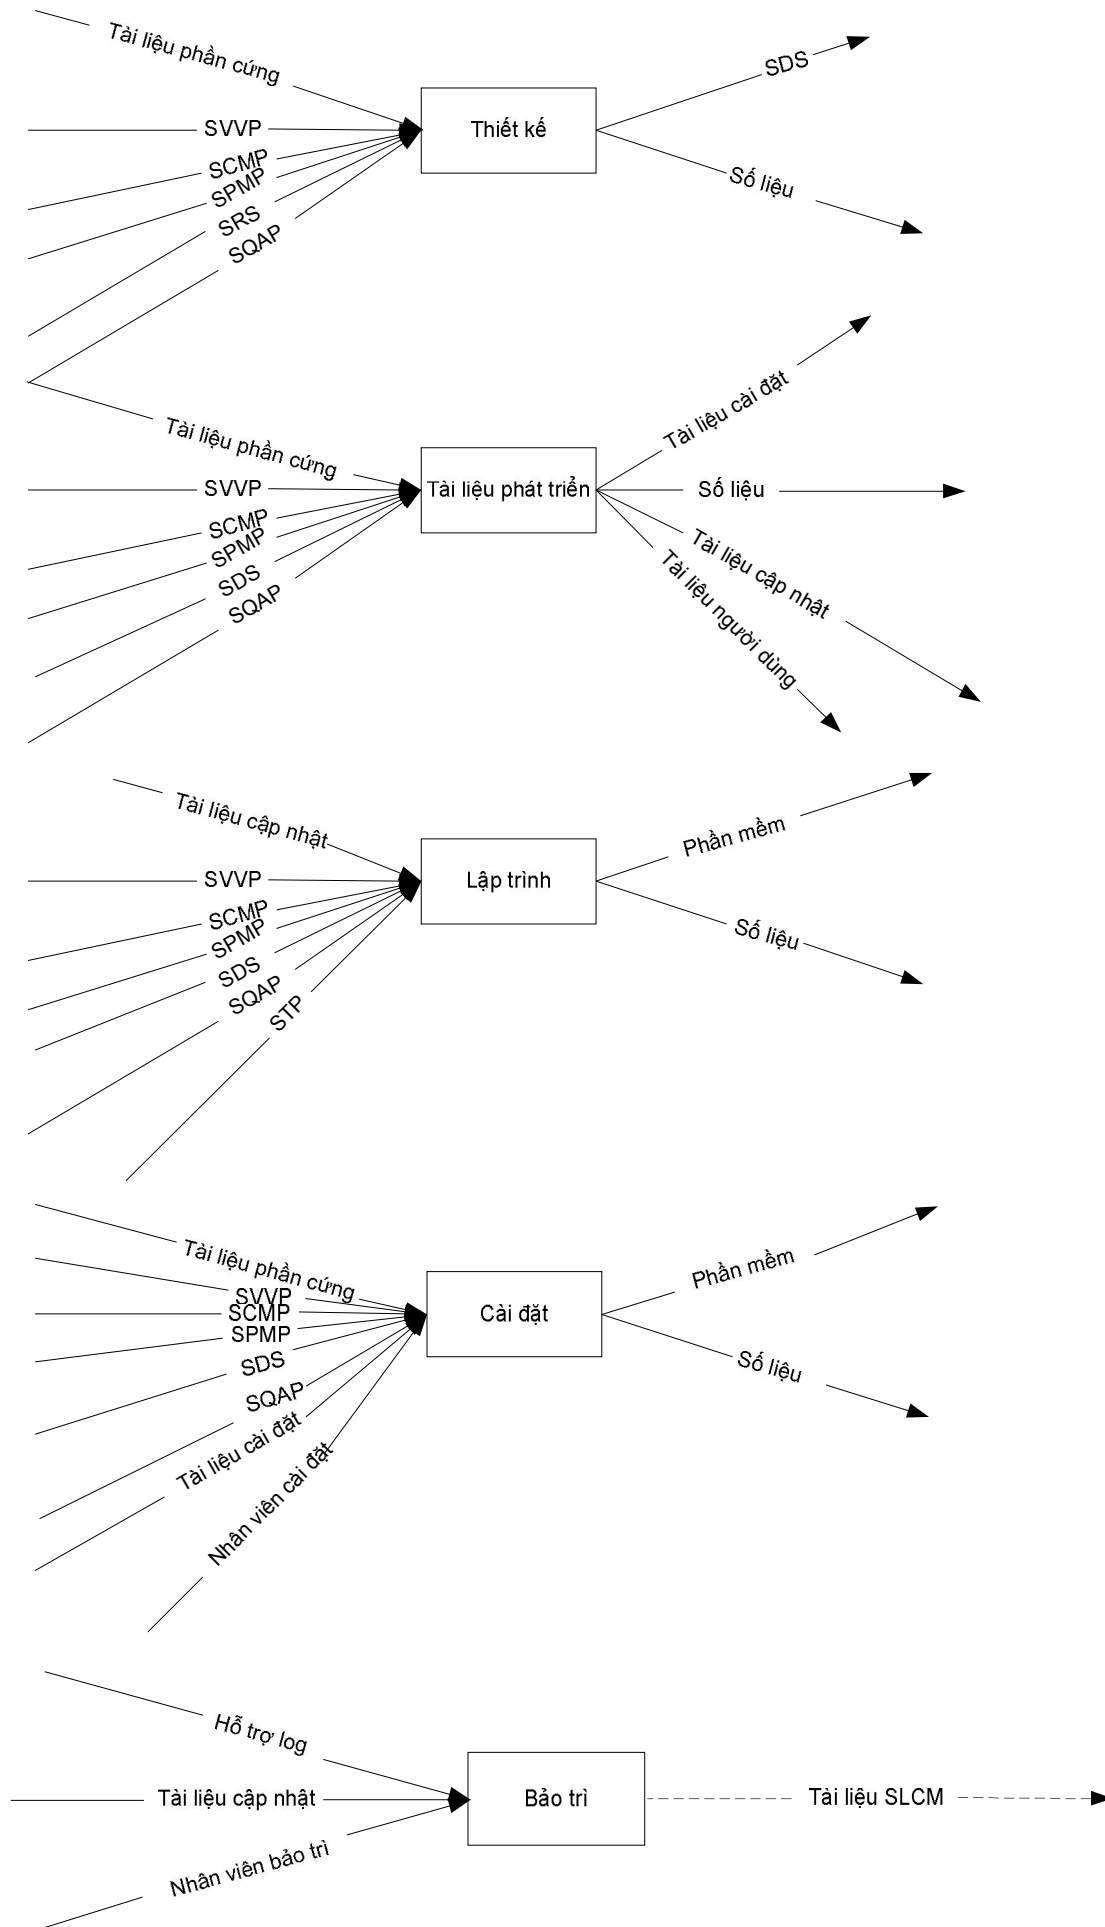 Tài liệu phần cứng
SVVP
SCMP
SPMP
SRS
SQAP
Thiết kế
SDS
Số liệu
Tài liệu phần cứng
SVVP
SCMP
SPMP
SDS
SQAP
Tài liệu phát triển
Tài liệu cài đặt
Số liệu
Tài liệu cập nhật
Tài liệu người dùng
Tài liệu cập nhật
SVVP
SCMP
SPMP
SDS
SQAP
STP
Lập trình
Phần mềm
Số liệu
Tài liệu phần cứng
SVVP
SCMP
SPMP
SDS
SQAP
Tài liệu cài đặt
Nhân viên cài đặt
Cài đặt
Phần mềm
Số liệu
Hỗ trợ log
Tài liệu cập nhật
Nhân viên bảo trì
Bảo trì
Tài liệu SLCM